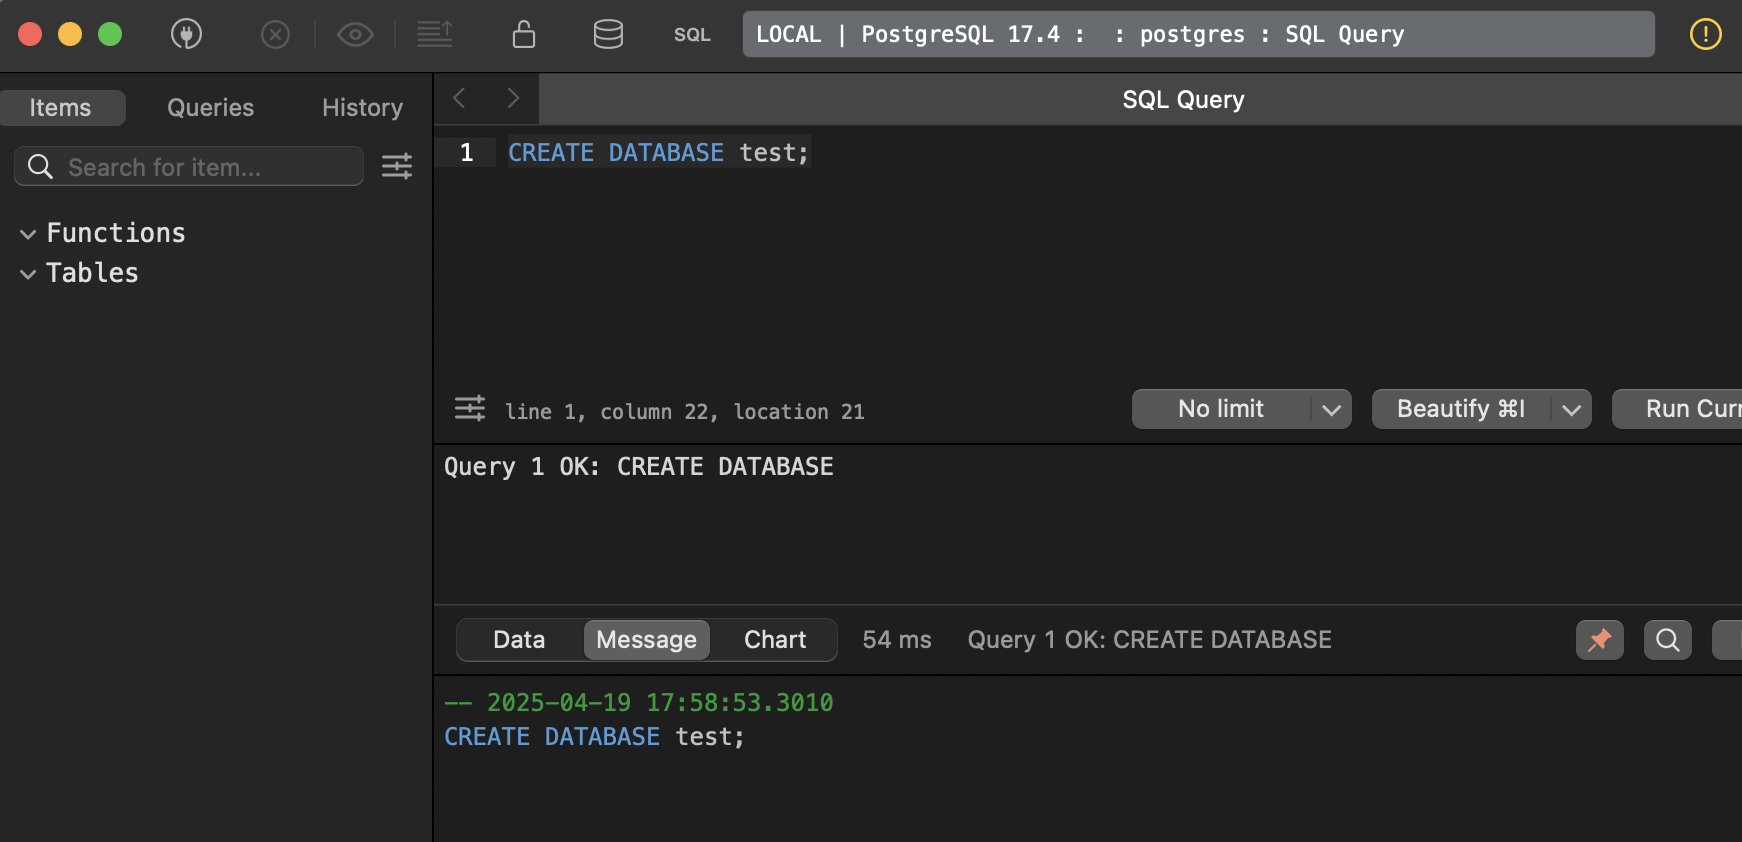 SQL
LOCAL | PostgreSQL 17.4 : : postgres : SQL Query
Items
Queries
History
SQL Query
Search for item...
Functions
Tables
1
CREATE DATABASE test;
line 1, column 22, location 21
No limit
Beautify ⌘I
Run Curr
Query 1 OK: CREATE DATABASE
Data
Message
Chart
54 ms
Query 1 OK: CREATE DATABASE
-- 2025-04-19 17:58:53.3010
CREATE DATABASE test;